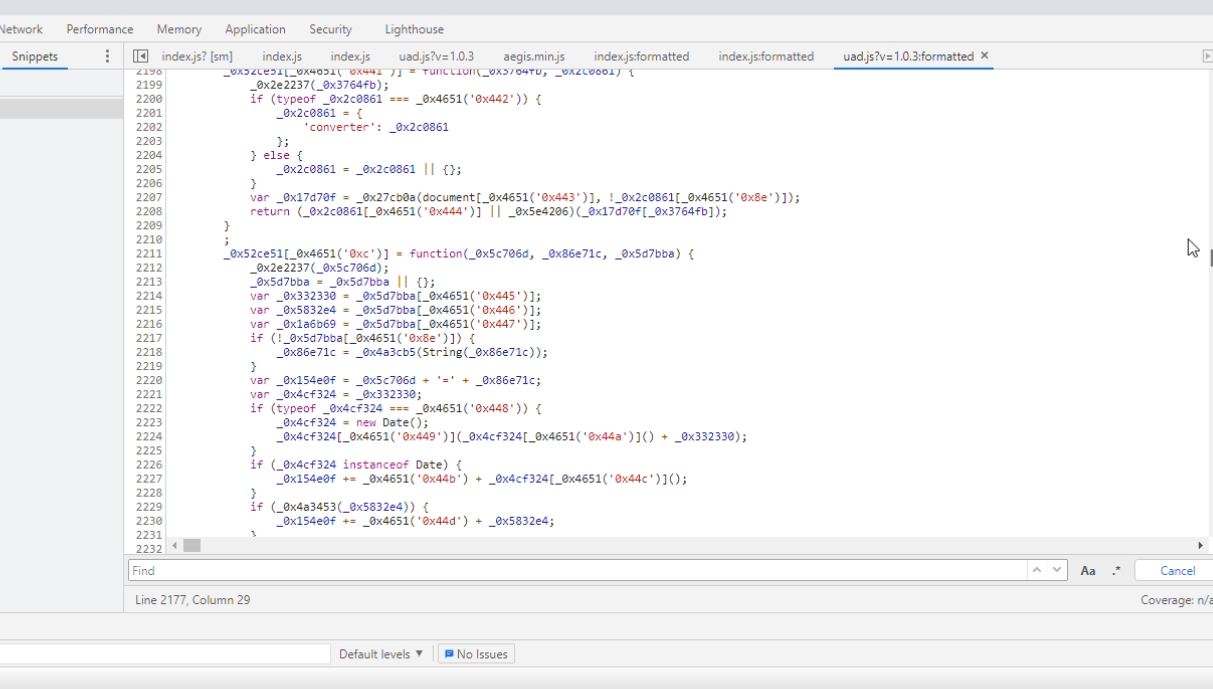 Network Performance Memory Application Security Lighthouse
Snippets index.js? [sm] index.js index.js uad.js?v=1.0.3 aegis.min.js index.js:formatted index.js:formatted uad.js?v=1.0.3:formatted ×
2198 _0x52ce51[_0x4651('0x441')] = function(_0x3764fb, _0x2c0861) {
2199 _0x2e2237(_0x3764fb);
2200 if (typeof _0x2c0861 === _0x4651('0x442')) {
2201 _0x2c0861 = {
2202 'converter': _0x2c0861
2203 };
2204 } else {
2205 _0x2c0861 = _0x2c0861 || {};
2206 }
2207 var _0x17d70f = _0x27cb0a(document[_0x4651('0x443')], !_0x2c0861[_0x4651('0x8e')]);
2208 return (_0x2c0861[_0x4651('0x444')] || _0x5e4206)(_0x17d70f[_0x3764fb]);
2209 }
2210 ;
2211 _0x52ce51[_0x4651('0xc')] = function(_0x5c706d, _0x86e71c, _0x5d7bba) {
2212 _0x2e2237(_0x5c706d);
2213 _0x5d7bba = _0x5d7bba || {};
2214 var _0x332330 = _0x5d7bba[_0x4651('0x445')];
2215 var _0x5832e4 = _0x5d7bba[_0x4651('0x446')];
2216 var _0x1a6b69 = _0x5d7bba[_0x4651('0x447')];
2217 if (!_0x5d7bba[_0x4651('0x8e')]) {
2218 _0x86e71c = _0x4a3cb5(String(_0x86e71c));
2219 }
2220 var _0x154e0f = _0x5c706d + '=' + _0x86e71c;
2221 var _0x4cf324 = _0x332330;
2222 if (typeof _0x4cf324 === _0x4651('0x448')) {
2223 _0x4cf324 = new Date();
2224 _0x4cf324[_0x4651('0x449')](_0x4cf324[_0x4651('0x44a')]() + _0x332330);
2225 }
2226 if (_0x4cf324 instanceof Date) {
2227 _0x154e0f += _0x4651('0x44b') + _0x4cf324[_0x4651('0x44c')]();
2228 }
2229 if (_0x4a3453(_0x5832e4)) {
2230 _0x154e0f += _0x4651('0x44d') + _0x5832e4;
2231 }
2232
Find Aa .* Cancel
Line 2177, Column 29 Coverage: n/a
Default levels ▼ No Issues